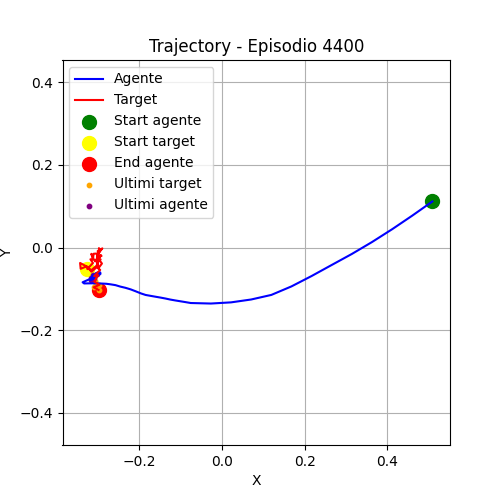 Trajectory - Episodio 4400
Agente
Target
Start agente
Start target
End agente
Ultimi target
Ultimi agente
0.4
0.2
0.0
−0.2
−0.4
Y
−0.2
0.0
0.2
0.4
X